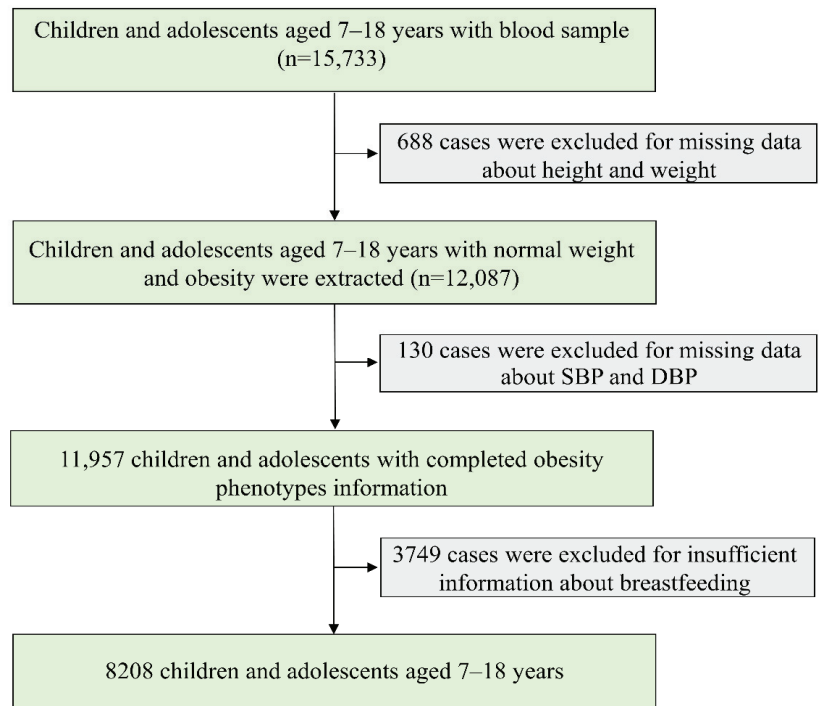 Children and adolescents aged 7–18 years with blood sample
(n=15,733)
688 cases were excluded for missing data
about height and weight
Children and adolescents aged 7–18 years with normal weight
and obesity were extracted (n=12,087)
130 cases were excluded for missing data
about SBP and DBP
11,957 children and adolescents with completed obesity
phenotypes information
3749 cases were excluded for insufficient
information about breastfeeding
8208 children and adolescents aged 7–18 years